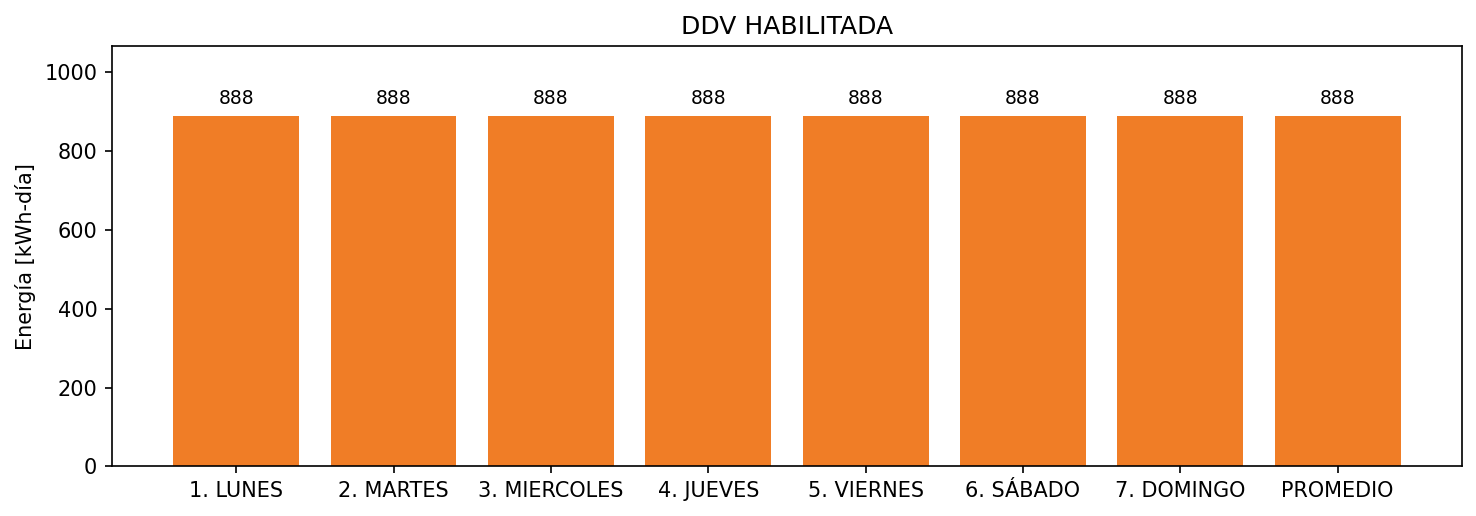 DDV HABILITADA
Energía [kWh-día]
1000
800
600
400
200
0
888 888 888 888 888 888 888 888
1. LUNES 2. MARTES 3. MIERCOLES 4. JUEVES 5. VIERNES 6. SÁBADO 7. DOMINGO PROMEDIO